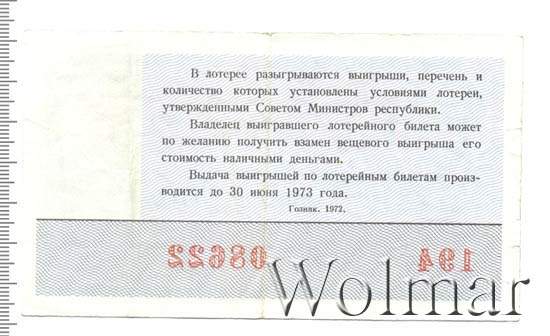 В лотерее разыгрываются выигрыши, перечень и
количество которых установлены условиями лотереи,
утвержденными Советом Министров республики.
Владелец выигравшего лотерейного билета может
по желанию получить взамен вещевого выигрыша его
стоимость наличными деньгами.
Выдача выигрышей по лотерейным билетам произ-
водится до 30 июня 1973 года.
Гознак. 1972.
194 08622
Wolmar